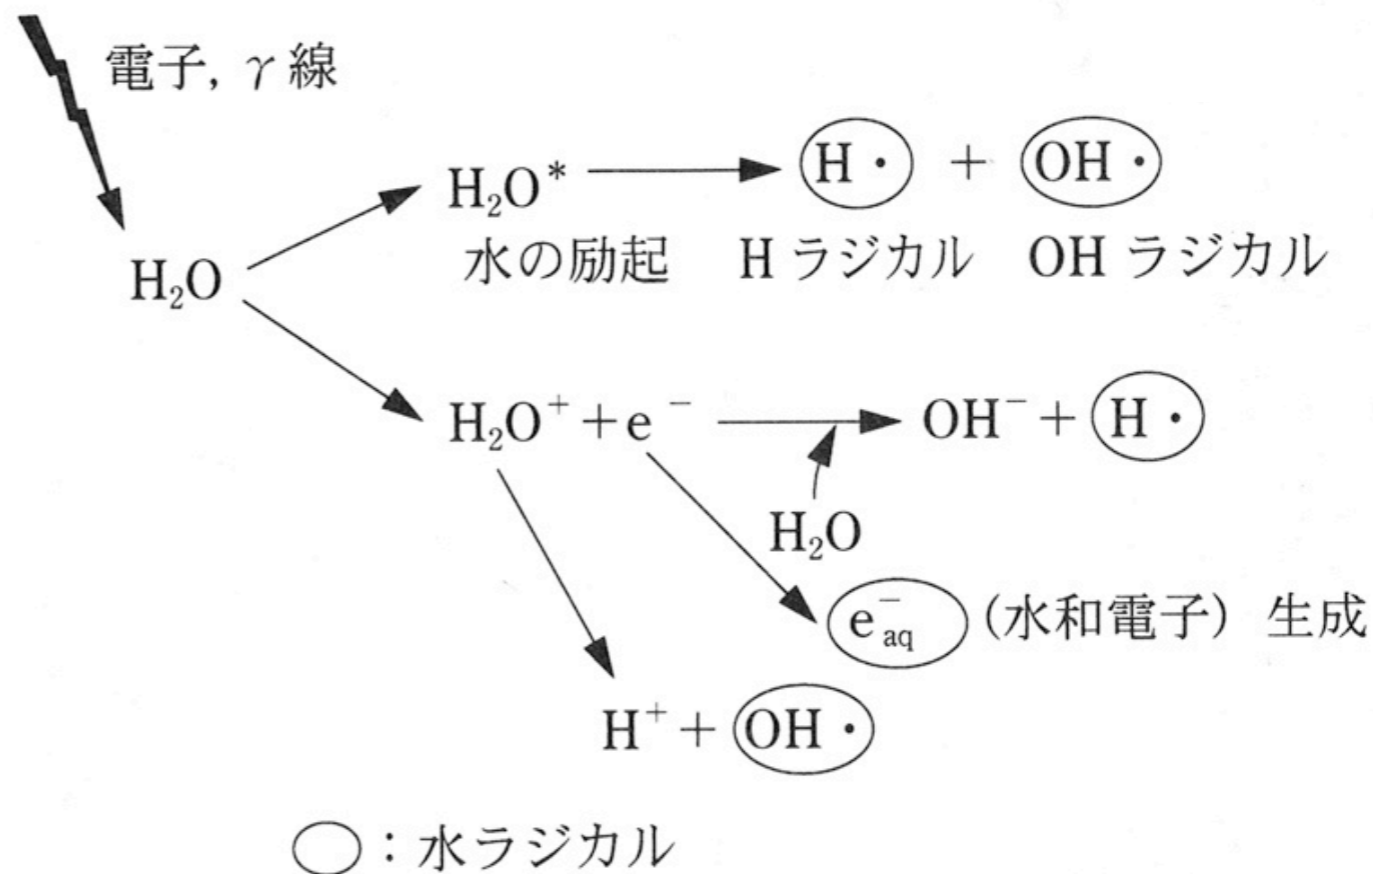 電子, γ線
H₂O* → H・ + OH・
水の励起 Hラジカル OHラジカル
H₂O
H₂O⁺ + e⁻ → OH⁻ + H・
H₂O
e⁻aq (水和電子) 生成
H⁺ + OH・
○：水ラジカル